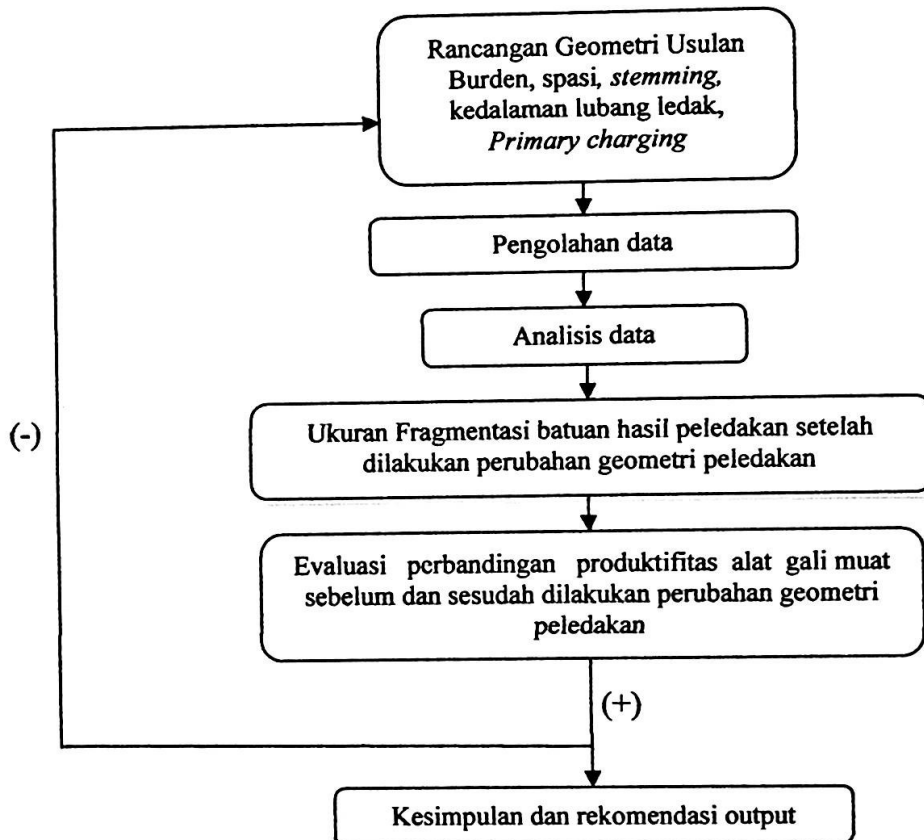 Rancangan Geometri Usulan
Burden, spasi, stemming,
kedalaman lubang ledak,
Primary charging
Pengolahan data
Analisis data
(-)
Ukuran Fragmentasi batuan hasil peledakan setelah
dilakukan perubahan geometri peledakan
Evaluasi perbandingan produktifitas alat gali muat
sebelum dan sesudah dilakukan perubahan geometri
peledakan
(+)
Kesimpulan dan rekomendasi output